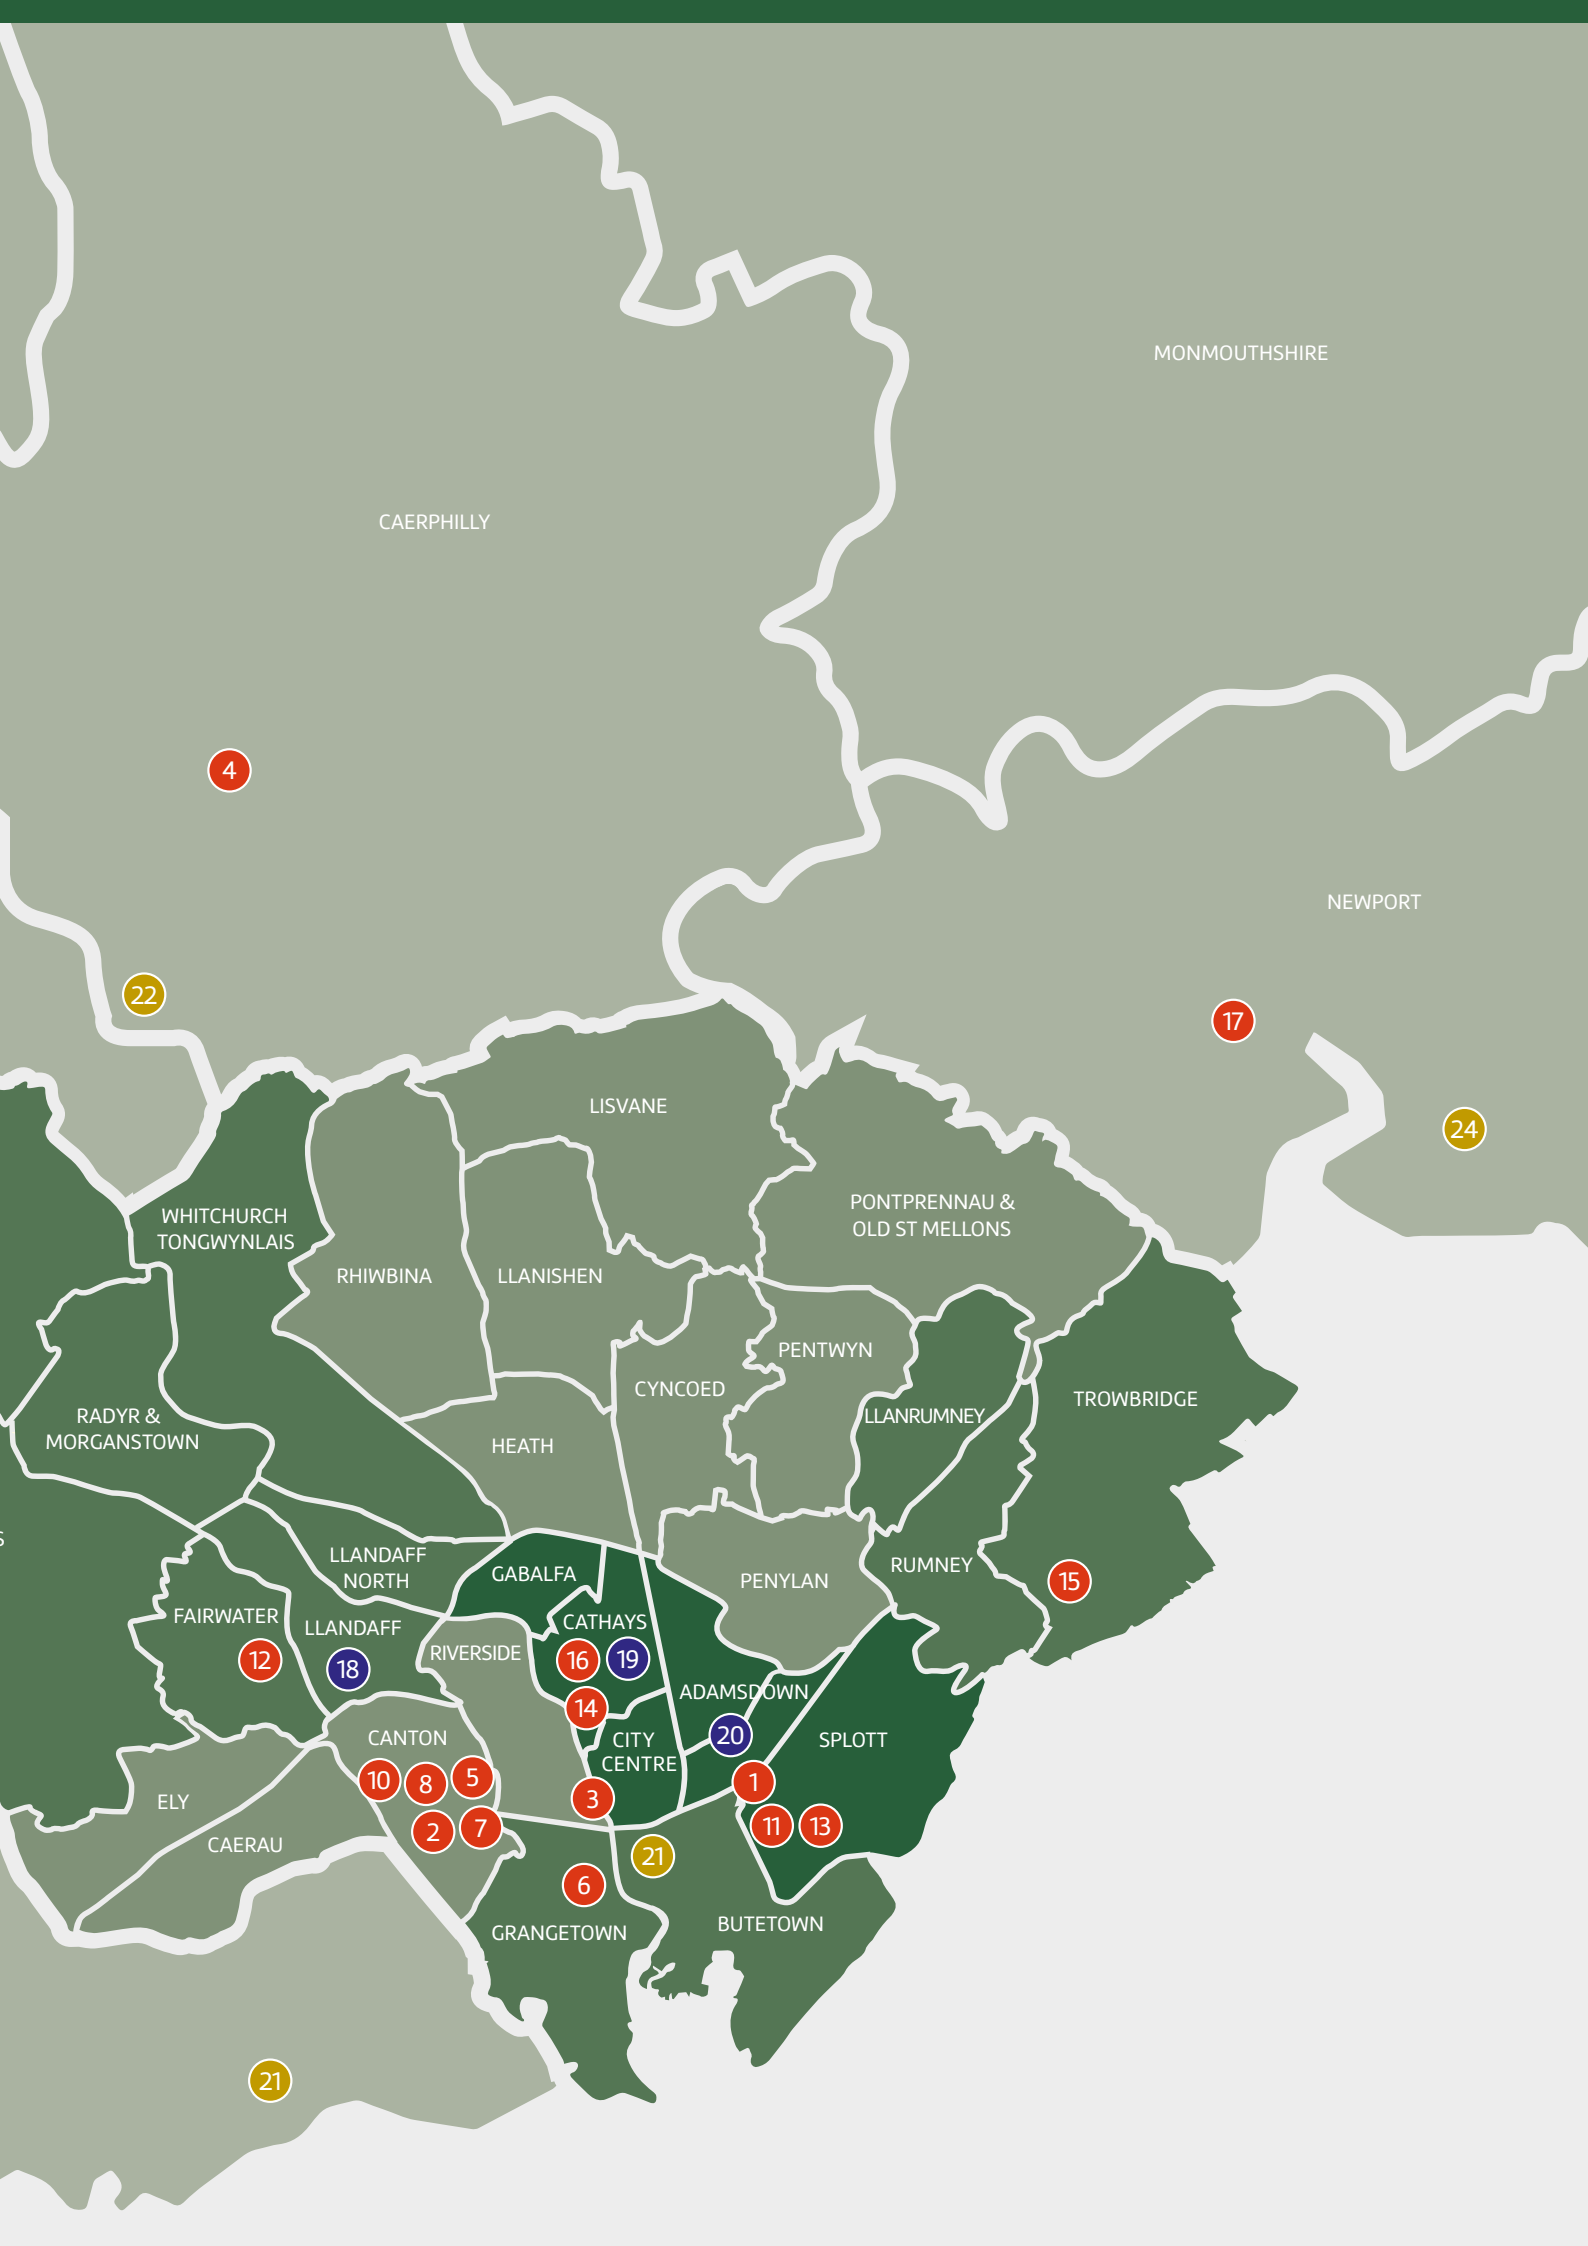 MONMOUTHSHIRE
CAERPHILLY
4
NEWPORT
22
17
LISVANE
24
PONTPRENNAU &
OLD ST MELLONS
WHITCHURCH
TONGWYNLAIS
RHIWBINA
LLANISHEN
PENTWYN
CYNCOED
TROWBRIDGE
RADYR &
MORGANSTOWN
LLANRUMNEY
HEATH
S
LLANDAFF
NORTH
GABALFA
PENYLAN
RUMNEY
15
FAIRWATER
LLANDAFF
CATHAYS
RIVERSIDE
12
18
16
19
14
ADAMSDOWN
CANTON
CITY
CENTRE
20
SPLOTT
10
8
5
1
ELY
3
2
7
11
13
CAERAU
21
6
GRANGETOWN
BUTETOWN
21